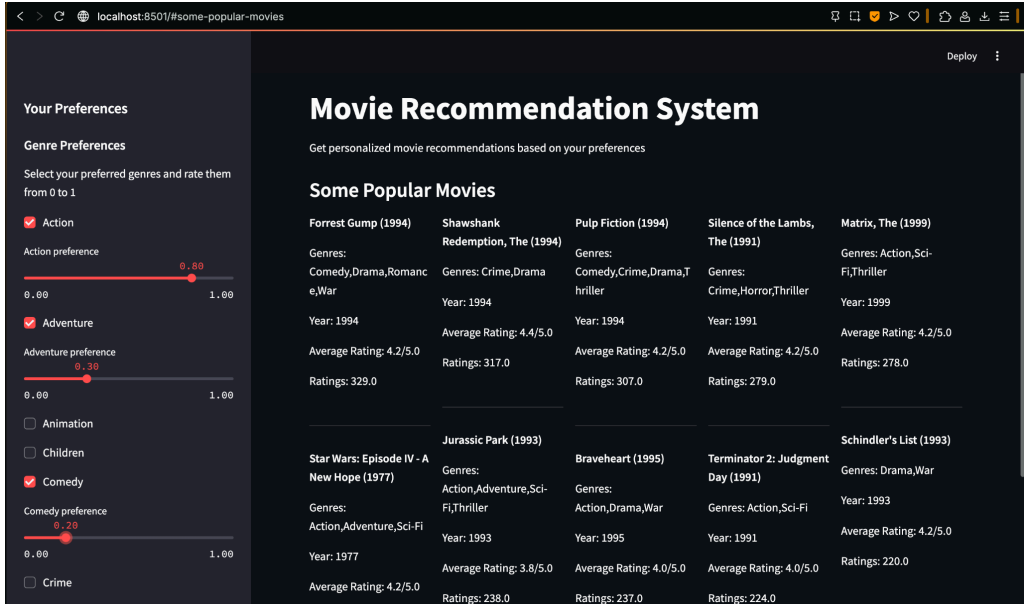 localhost:8501/#some-popular-movies
Deploy
Your Preferences
Genre Preferences
Select your preferred genres and rate them
from 0 to 1
Action
Action preference
0.80
0.00 1.00
Adventure
Adventure preference
0.30
0.00 1.00
Animation
Children
Comedy
Comedy preference
0.20
0.00 1.00
Crime
Movie Recommendation System
Get personalized movie recommendations based on your preferences
Some Popular Movies
Forrest Gump (1994)
Genres:
Comedy,Drama,Romanc
e,War
Year: 1994
Average Rating: 4.2/5.0
Ratings: 329.0
Shawshank
Redemption, The (1994)
Genres: Crime,Drama
Year: 1994
Average Rating: 4.4/5.0
Ratings: 317.0
Pulp Fiction (1994)
Genres:
Comedy,Crime,Drama,T
hriller
Year: 1994
Average Rating: 4.2/5.0
Ratings: 307.0
Silence of the Lambs,
The (1991)
Genres:
Crime,Horror,Thriller
Year: 1991
Average Rating: 4.2/5.0
Ratings: 279.0
Matrix, The (1999)
Genres: Action,Sci-
Fi,Thriller
Year: 1999
Average Rating: 4.2/5.0
Ratings: 278.0
Star Wars: Episode IV - A
New Hope (1977)
Genres:
Action,Adventure,Sci-Fi
Year: 1977
Average Rating: 4.2/5.0
Jurassic Park (1993)
Genres:
Action,Adventure,Sci-
Fi,Thriller
Year: 1993
Average Rating: 3.8/5.0
Ratings: 238.0
Braveheart (1995)
Genres:
Action,Drama,War
Year: 1995
Average Rating: 4.0/5.0
Ratings: 237.0
Terminator 2: Judgment
Day (1991)
Genres: Action,Sci-Fi
Year: 1991
Average Rating: 4.0/5.0
Ratings: 224.0
Schindler's List (1993)
Genres: Drama,War
Year: 1993
Average Rating: 4.2/5.0
Ratings: 220.0